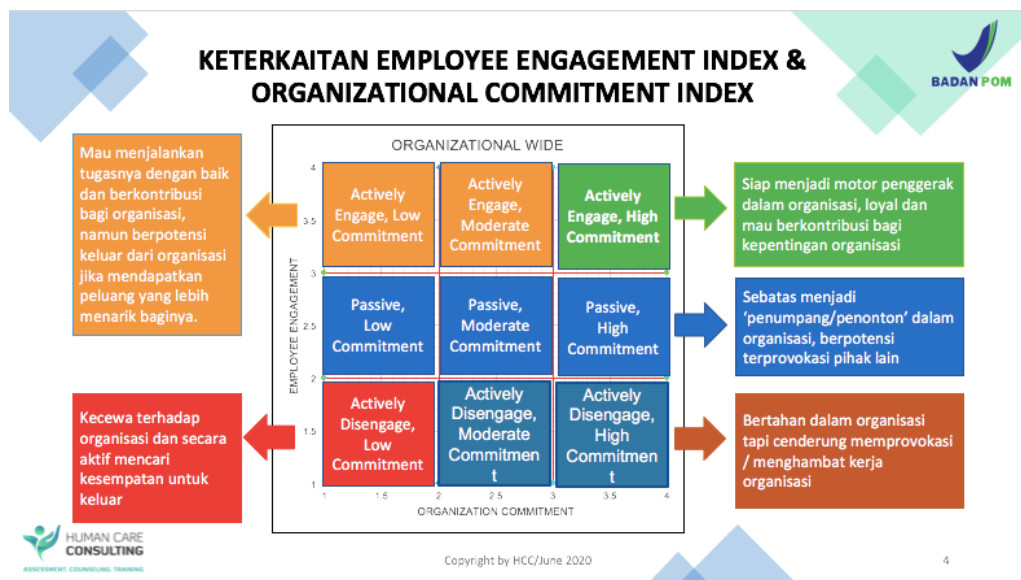 KETERKAITAN EMPLOYEE ENGAGEMENT INDEX &
ORGANIZATIONAL COMMITMENT INDEX
BADAN POM
Mau menjalankan
tugasnya dengan baik
dan berkontribusi
bagi organisasi,
namun berpotensi
keluar dari organisasi
jika mendapatkan
peluang yang lebih
menarik baginya.
Kecewa terhadap
organisasi dan secara
aktif mencari
kesempatan untuk
keluar
ORGANIZATIONAL WIDE
EMPLOYEE ENGAGEMENT
4
3.5
3
2.5
2
1.5
1
Actively
Engage, Low
Commitment
Actively
Engage,
Moderate
Commitment
Actively
Engage, High
Commitment
Passive,
Low
Commitment
Passive,
Moderate
Commitment
Passive,
High
Commitment
Actively
Disengage,
Low
Commitment
Actively
Disengage,
Moderate
Commitmen
t
Actively
Disengage,
High
Commitmen
t
1 1.5 2 2.5 3 3.5 4
ORGANIZATION COMMITMENT
Siap menjadi motor penggerak
dalam organisasi, loyal dan
mau berkontribusi bagi
kepentingan organisasi
Sebatas menjadi
‘penumpang/penonton’ dalam
organisasi, berpotensi
terprovokasi pihak lain
Bertahan dalam organisasi
tapi cenderung memprovokasi
/ menghambat kerja
organisasi
HUMAN CARE
CONSULTING
ASSESSMENT. COUNSELING. TRAINING
Copyright by HCC/June 2020
4